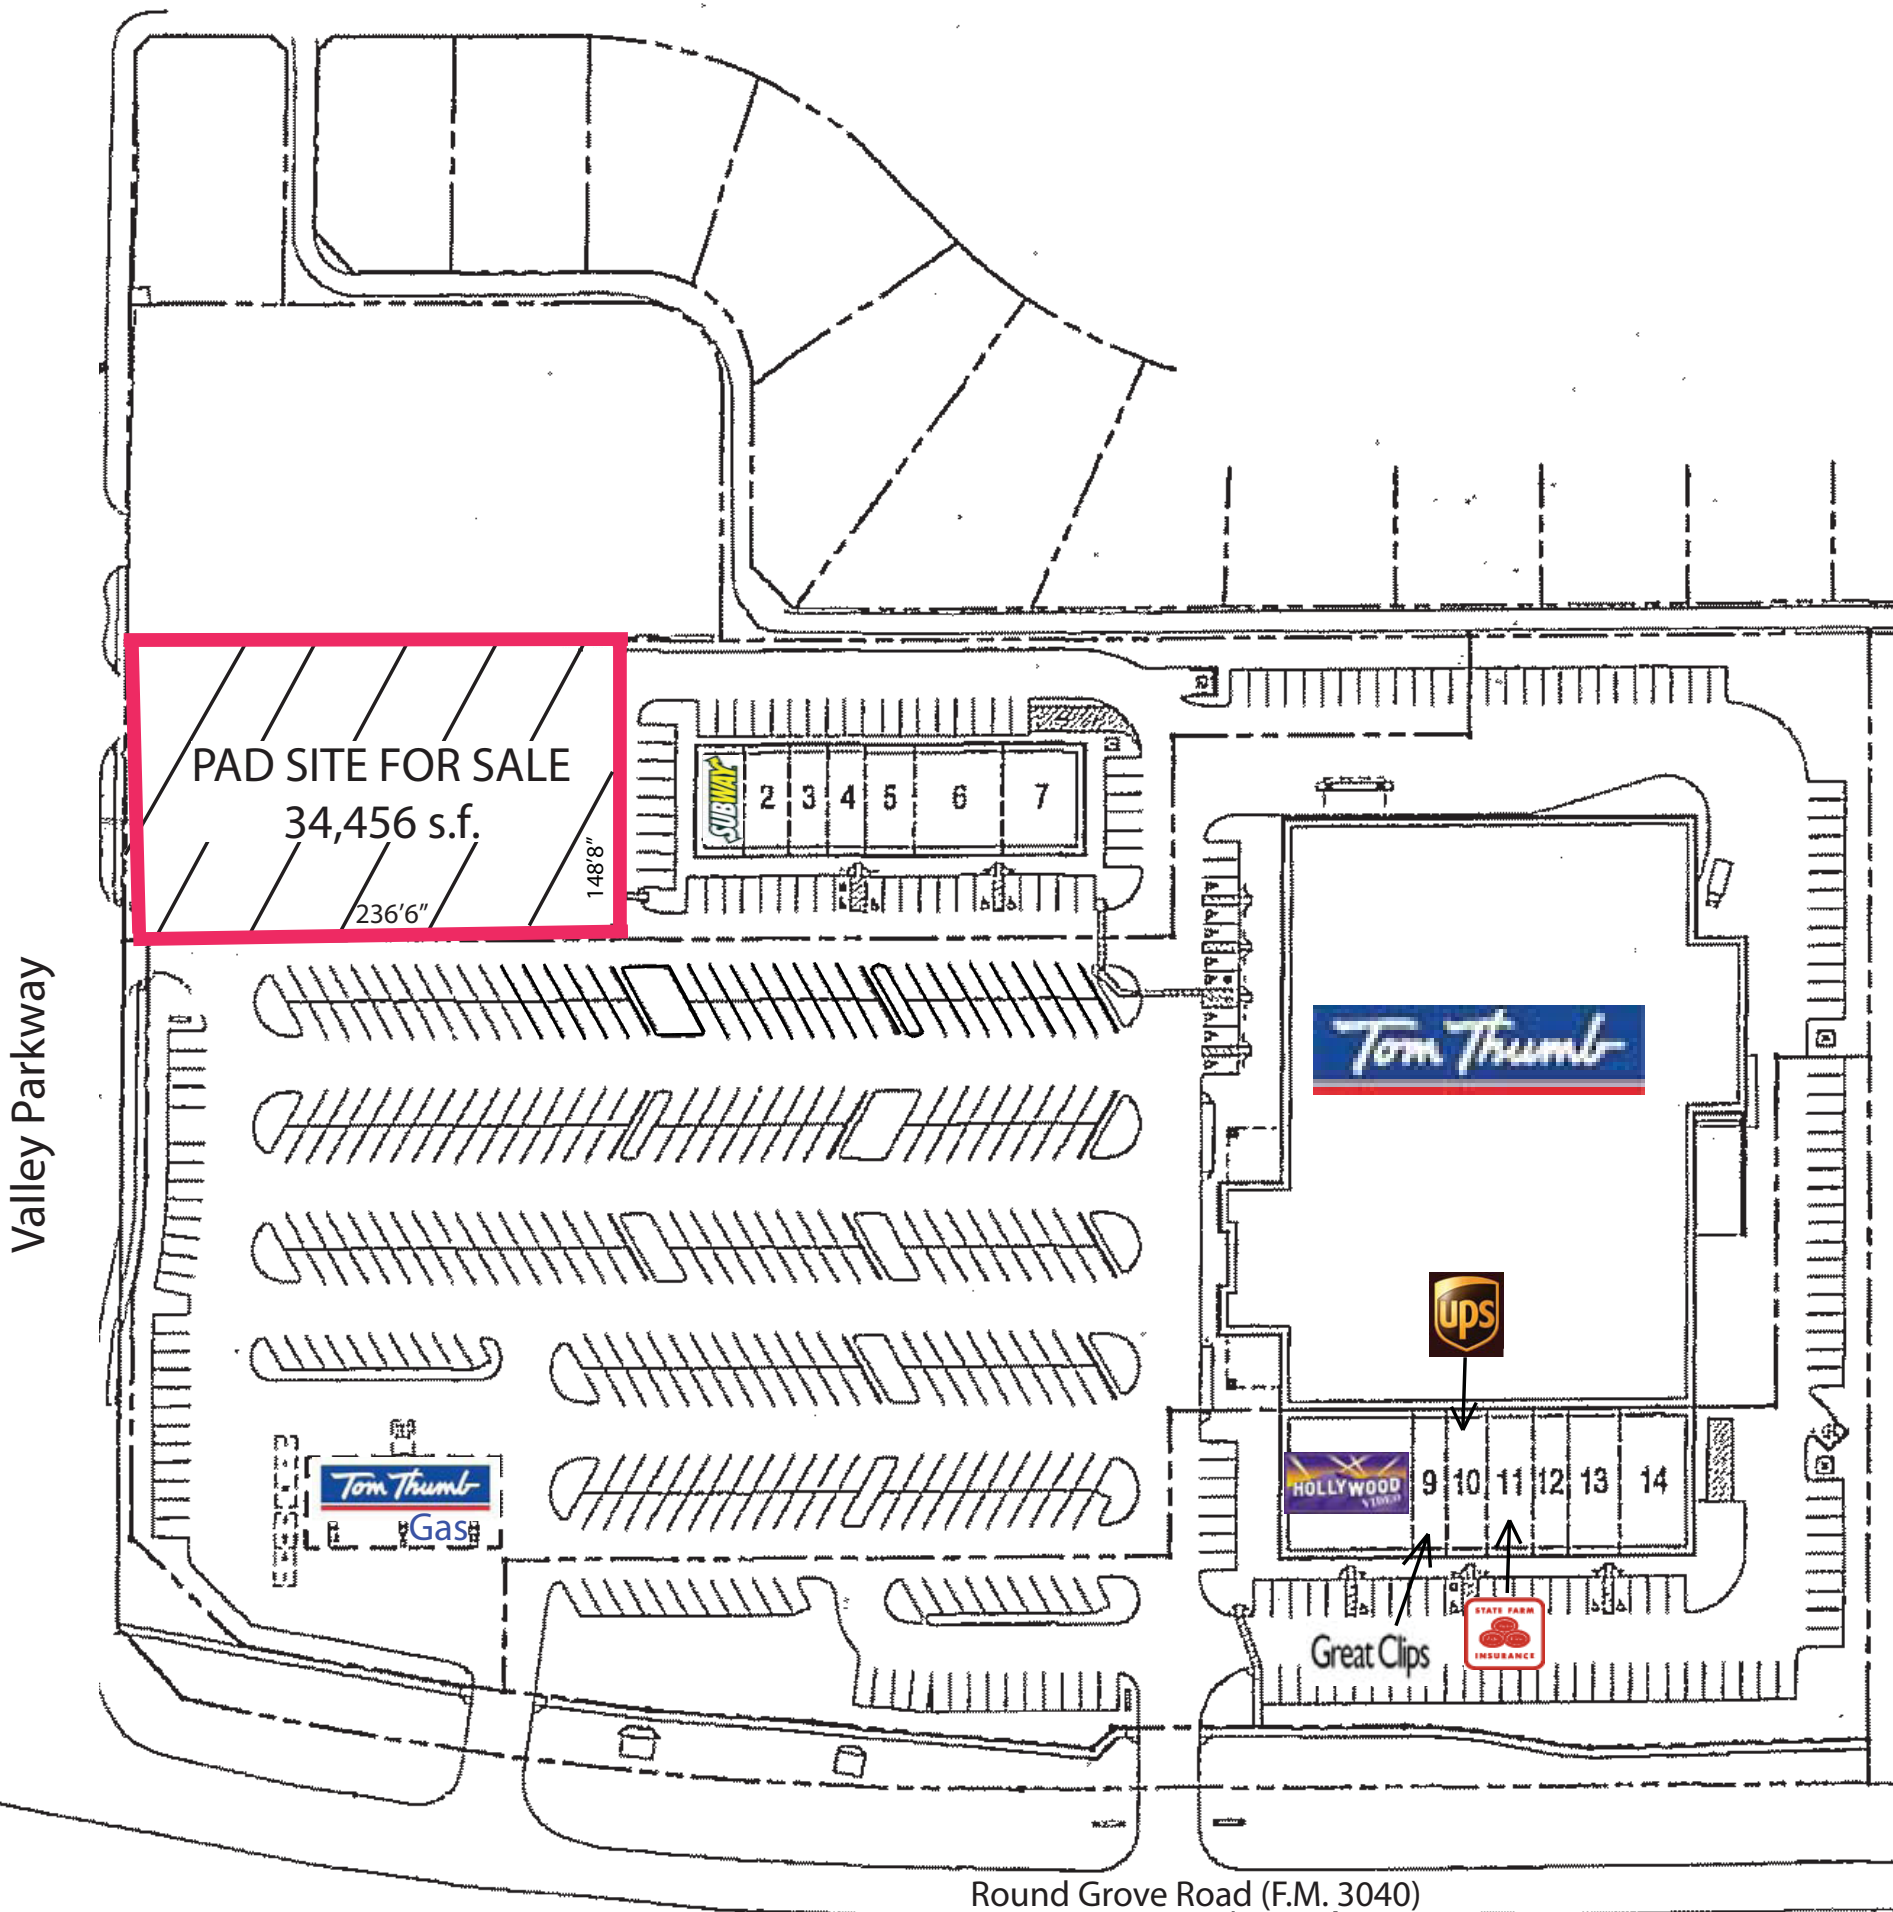 PAD SITE FOR SALE
34,456 s.f.
148'8"
236'6"
SUBWAY
2
3
4
5
6
7
Valley Parkway
Tom Thumb
ups
Tom Thumb
Gas
HOLLYWOOD
VIDEO
9
10
11
12
13
14
Great Clips
STATE FARM
INSURANCE
Round Grove Road (F.M. 3040)